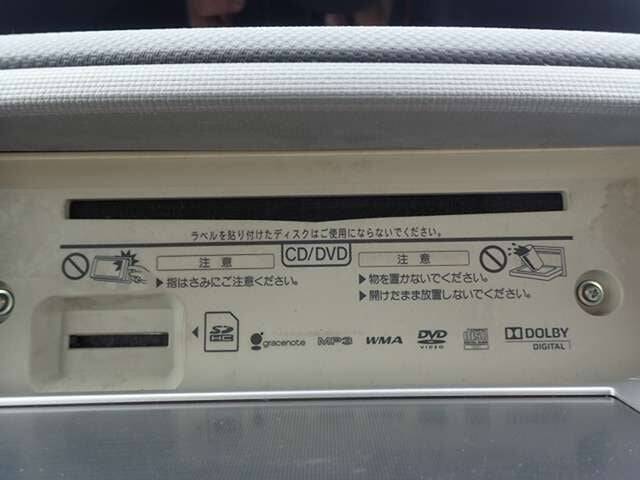 ラベルを貼り付けたディスクはご使用にならないでください。
注意
CD/DVD
注意
▶指はさみにご注意ください。
▶物を置かないでください。
▶開けたまま放置しないでください。
SD
HC
gracenote
MP3
WMA
DVD
VIDEO
DOLBY
DIGITAL